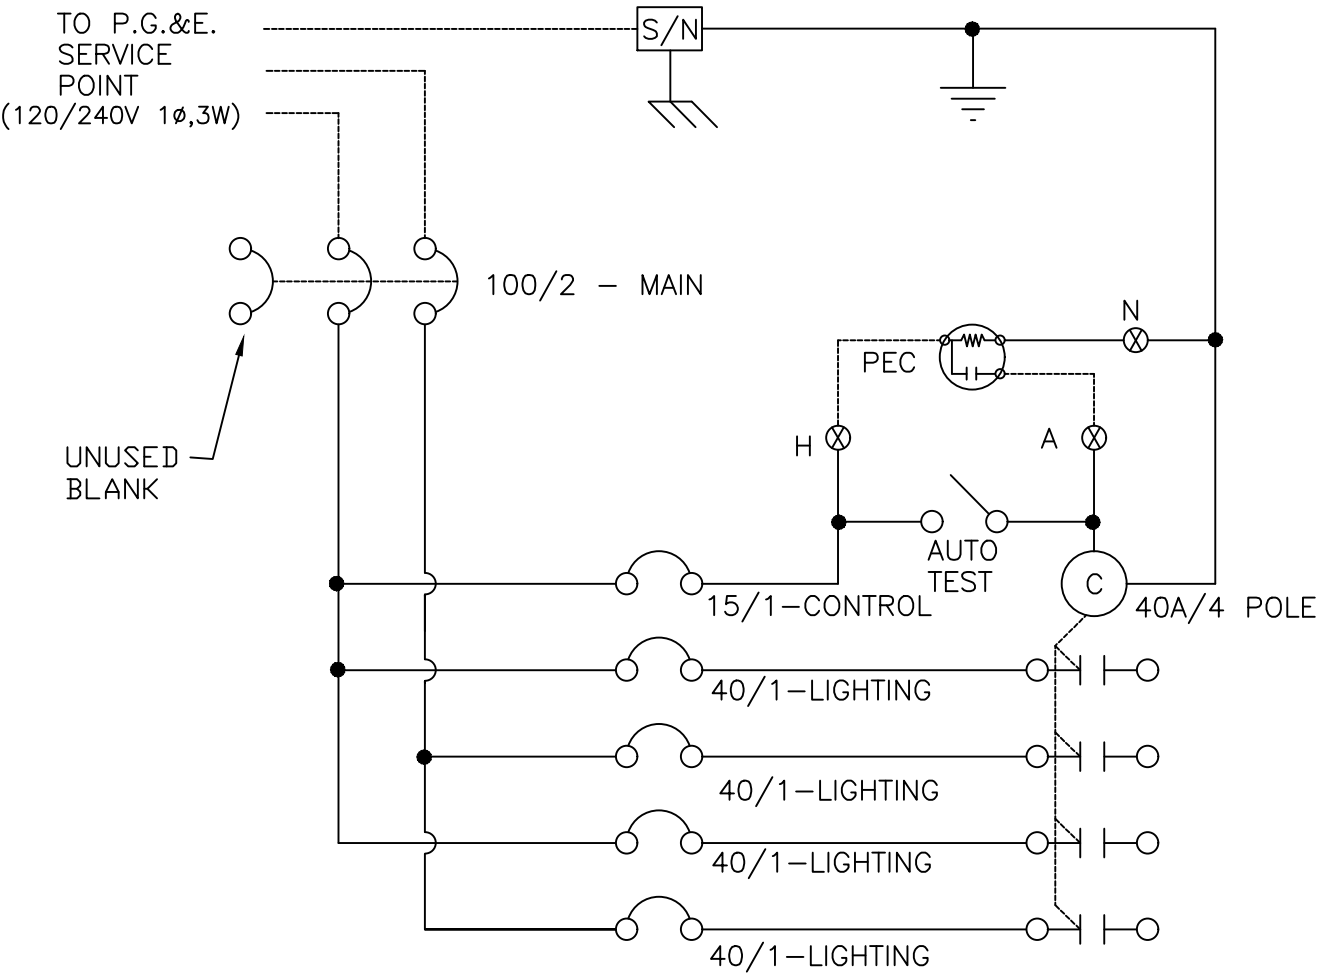 TO P.G.&E.
SERVICE
POINT
(120/240V 1ø,3W)
S/N
100/2 - MAIN
N
PEC
H
A
UNUSED
BLANK
AUTO
TEST
C
15/1-CONTROL
40A/4 POLE
40/1-LIGHTING
40/1-LIGHTING
40/1-LIGHTING
40/1-LIGHTING